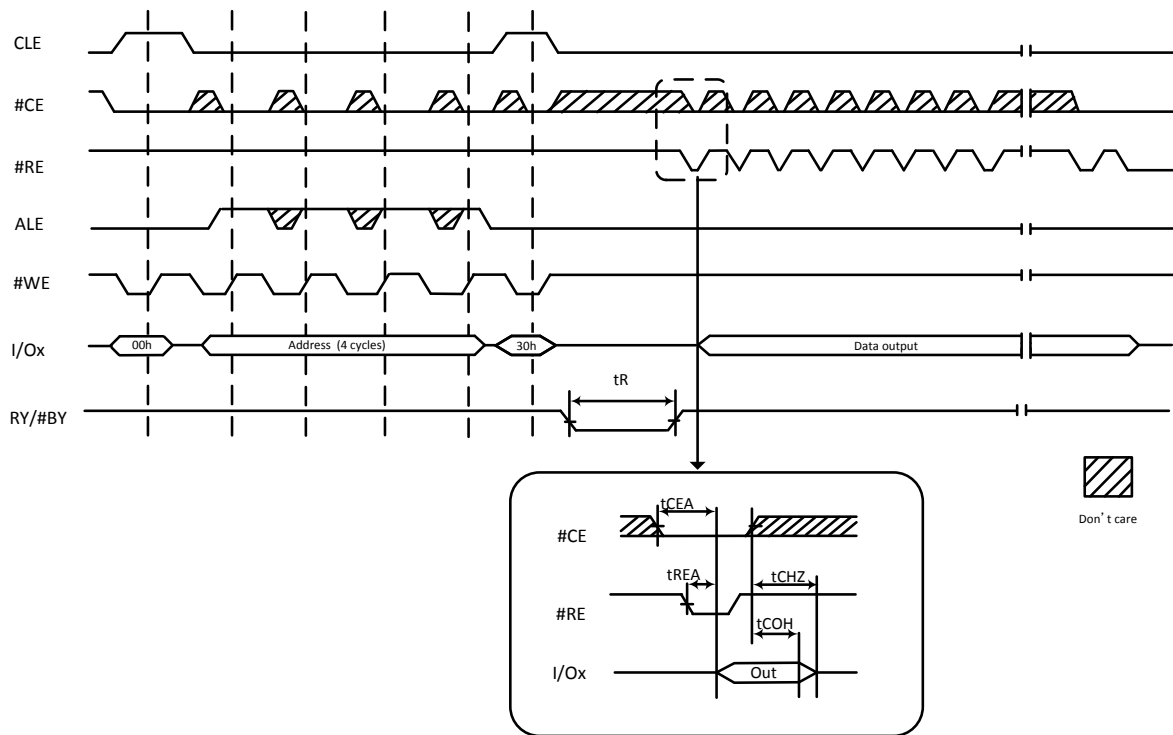 CLE
#CE
#RE
ALE
#WE
I/Ox
00h
Address (4 cycles)
30h
Data output
tR
RY/#BY
Don’t care
tCEA
#CE
tREA
tCHZ
#RE
tCOH
I/Ox
Out